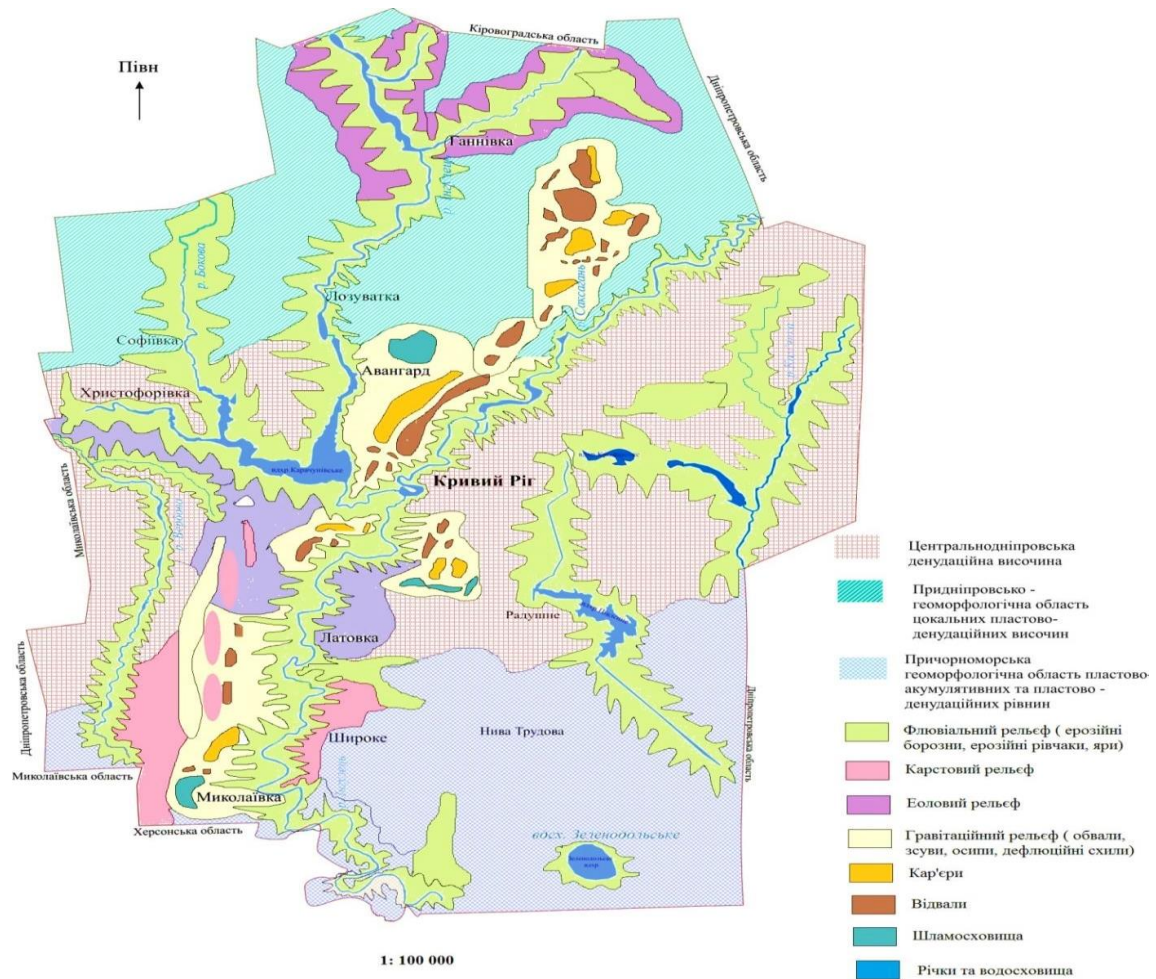 Кіровоградська область
Півн
Дніпропетровська область
Ганнівка
р. Бокова
р. Саксагань
Лозуватка
Софіївка
Авангард
Христофорівка
вдхр Карачунівське
Кривий Ріг
Миколаївська область
Радушне
Латовка
Дніпропетровська область
Дніпропетровська область
Широке
Нива Трудова
Миколаївська область
Миколаївка
Херсонська область
вдсх. Зеленодольське
1: 100 000
Центральнодніпровська
денудаційна височина
Придніпровсько -
геоморфологічна область
цокальних пластово-
денудаційних височин
Причорноморська
геоморфологічна область пластово-
акумулятивних та пластово -
денудаційних рівнин
Флювіальний рельєф ( ерозійні
борозни, ерозійні рівчаки, яри)
Карстовий рельєф
Еоловий рельєф
Гравітаційний рельєф ( обвали,
зсуви, осипи, дефлюційні схили)
Кар'єри
Відвали
Шламосховища
Річки та водосховища